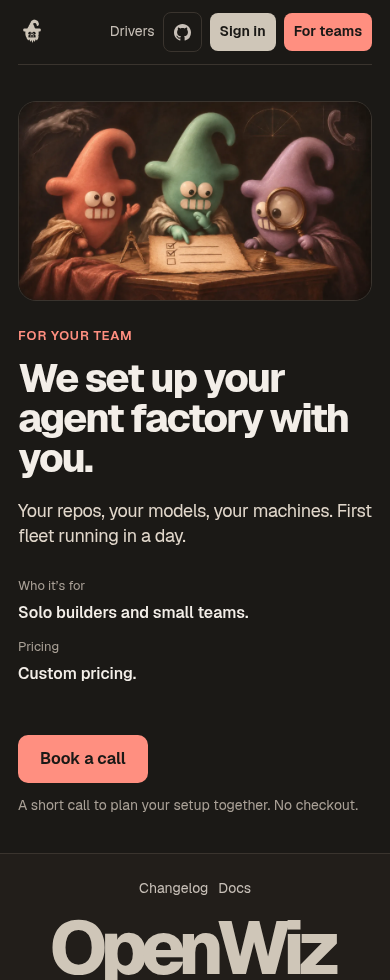 Drivers
Sign in
For teams
FOR YOUR TEAM
We set up your
agent factory with
you.
Your repos, your models, your machines. First
fleet running in a day.
Who it's for
Solo builders and small teams.
Pricing
Custom pricing.
Book a call
A short call to plan your setup together. No checkout.
Changelog Docs
OpenWiz